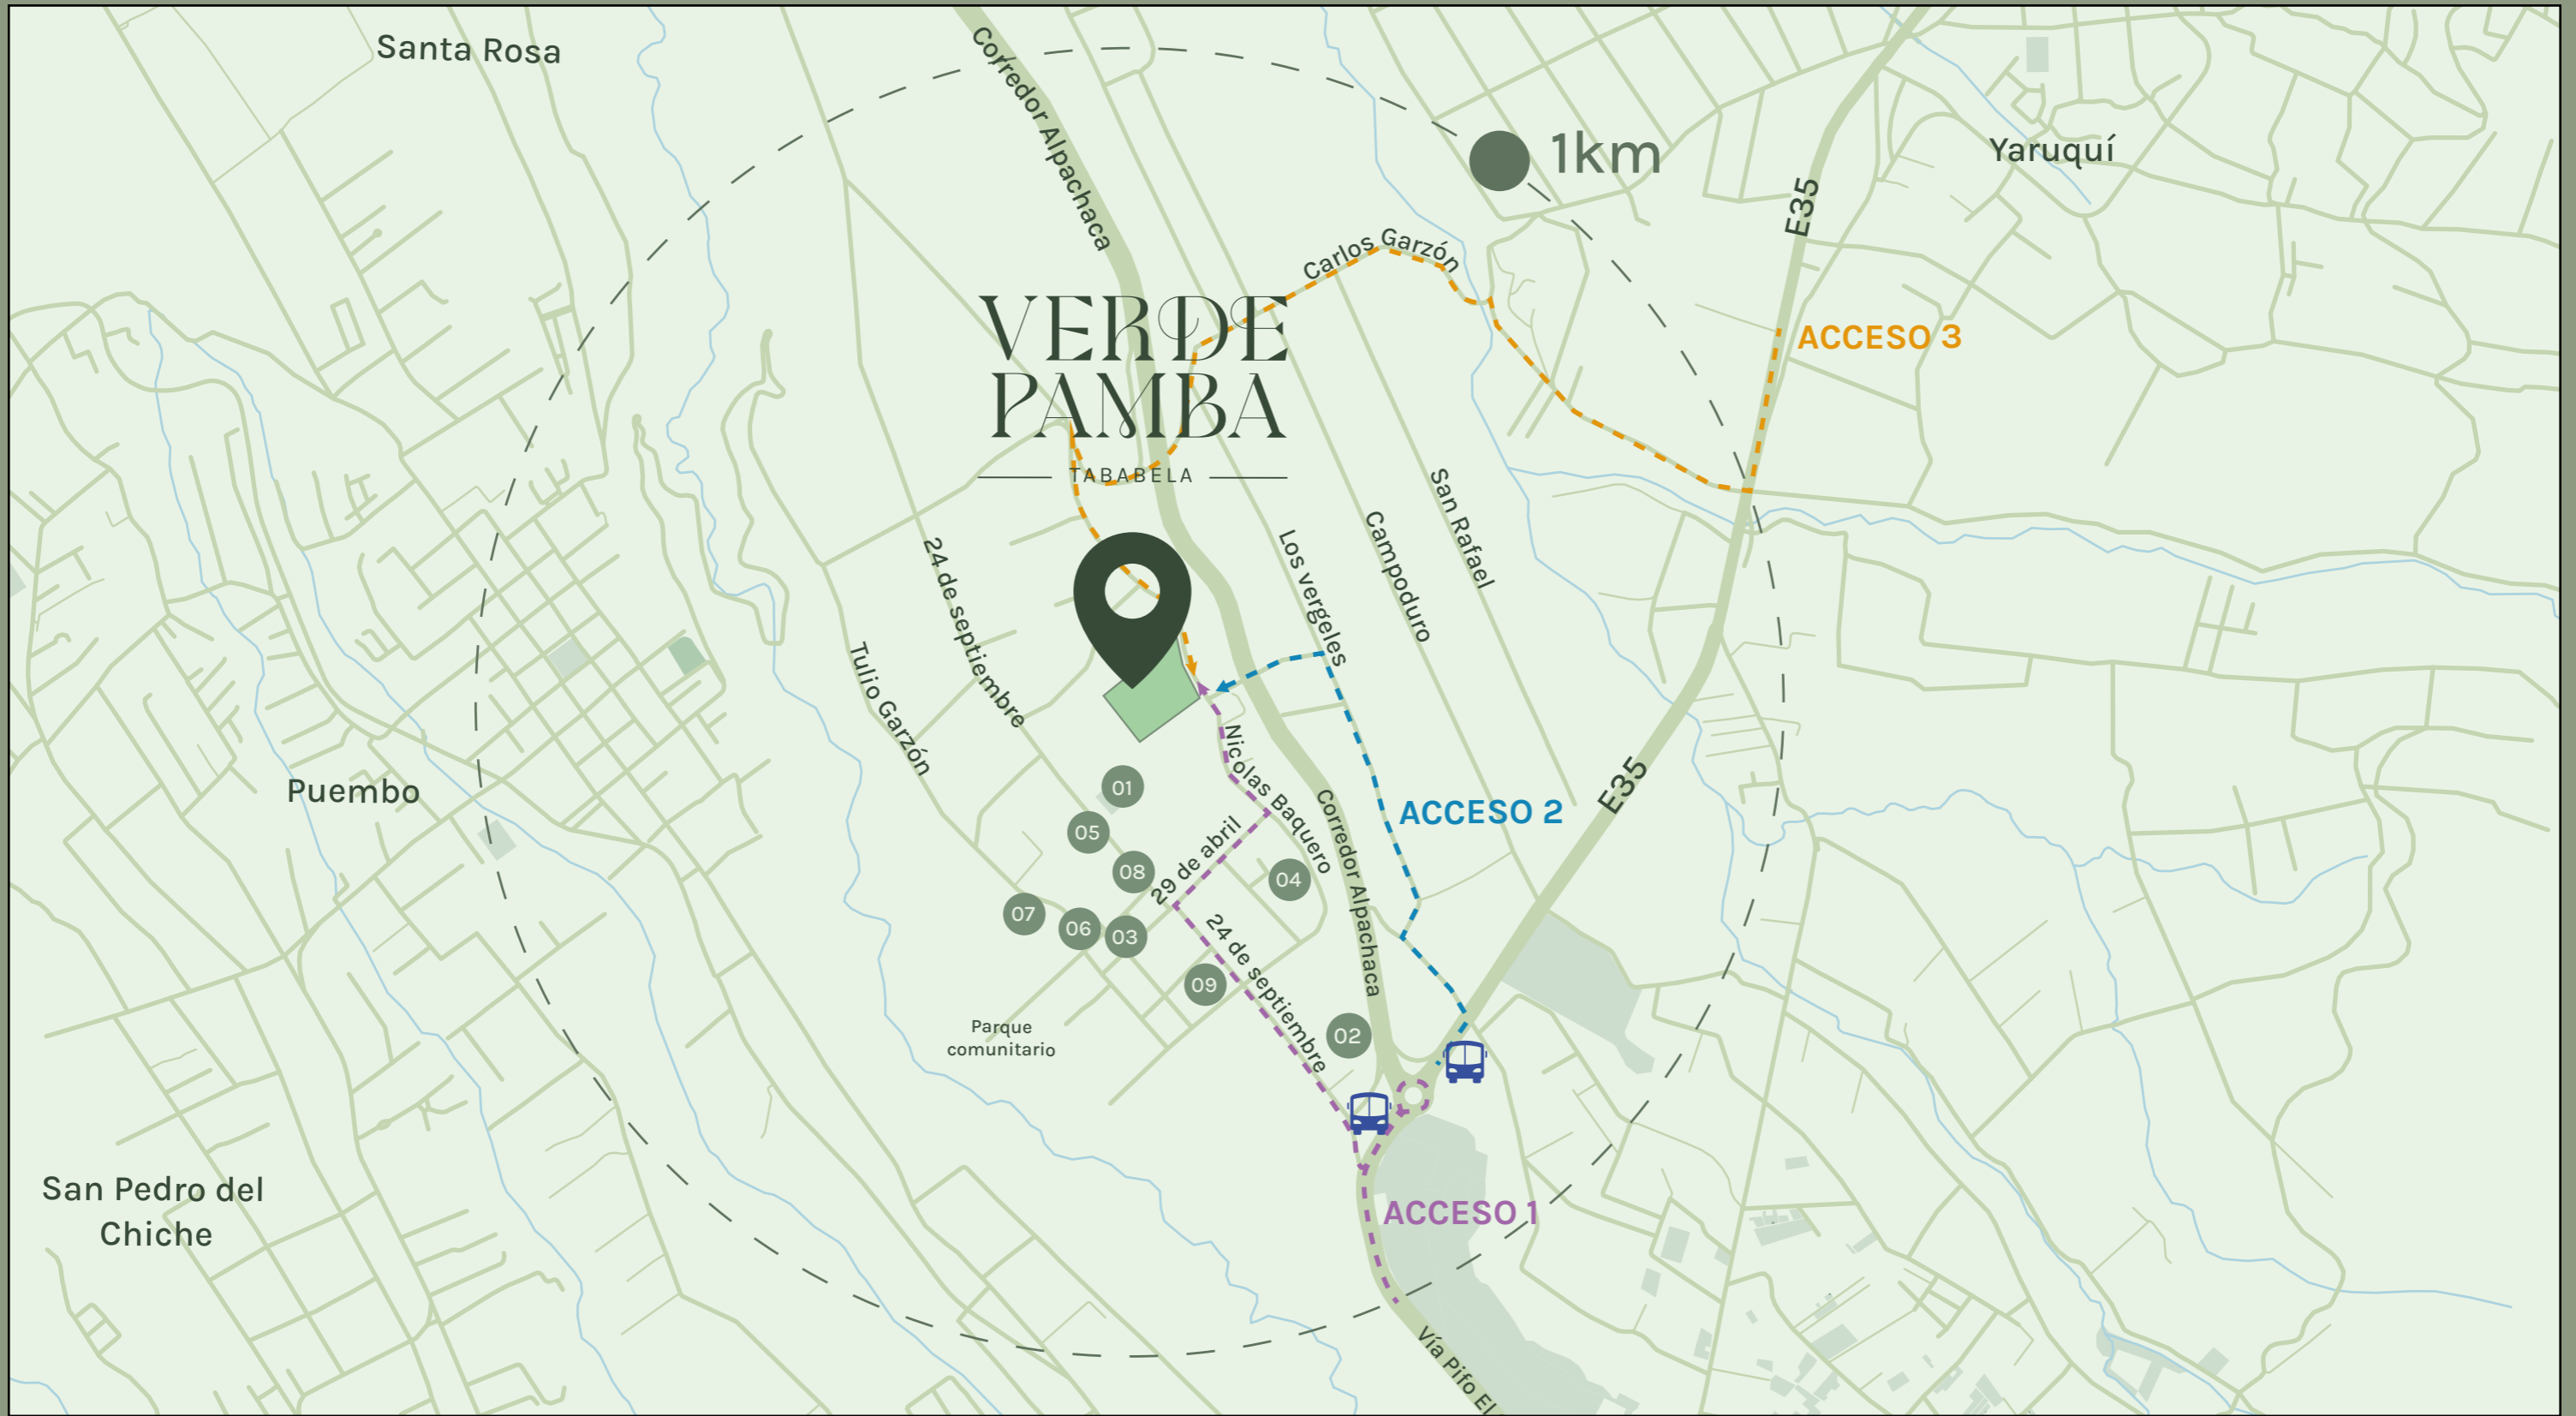 Santa Rosa
Corredor Alpachaca
1km
Yaruquí
E35
Carlos Garzón
VERDE
PAMBA
TABABELA
ACCESO 3
San Rafael
Campoduro
Los vergeles
24 de septiembre
Tulio Garzón
Nicolas Baquero
Puembo
01
05
08
07
06
03
04
09
02
29 de abril
24 de septiembre
Corredor Alpachaca
ACCESO 2
E35
Parque
comunitario
San Pedro del
Chiche
ACCESO 1
Vía Pifo El